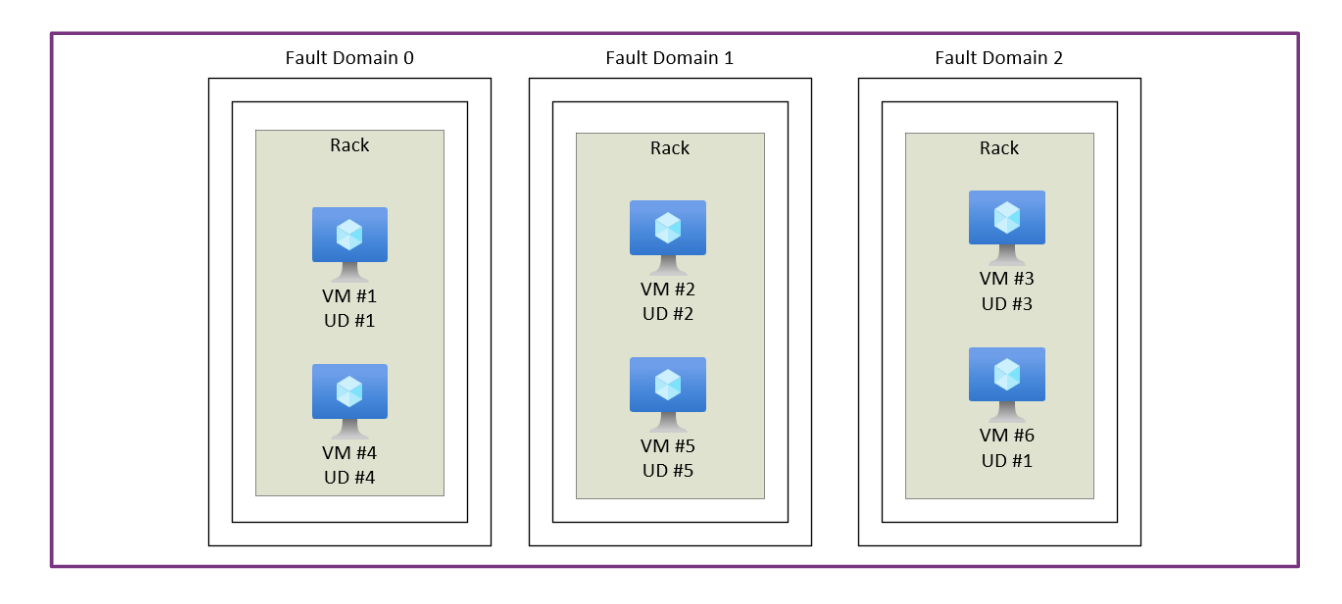 Fault Domain 0
Rack
VM #1
UD #1
VM #4
UD #4
Fault Domain 1
Rack
VM #2
UD #2
VM #5
UD #5
Fault Domain 2
Rack
VM #3
UD #3
VM #6
UD #1